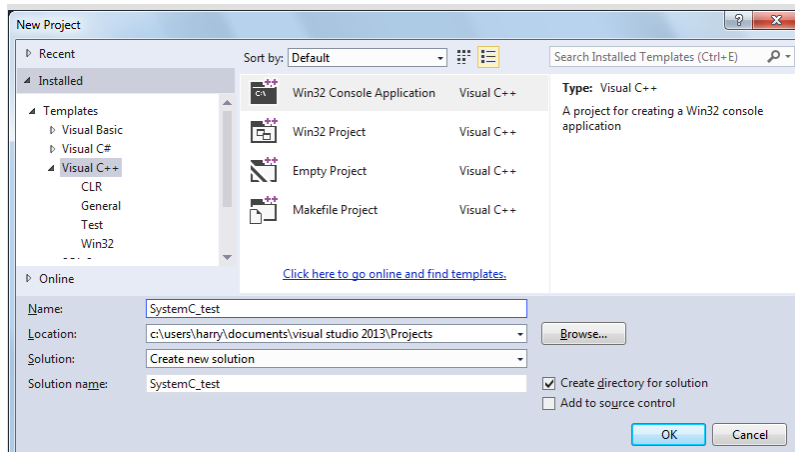 New Project
Recent
Installed
Templates
Visual Basic
Visual C#
Visual C++
CLR
General
Test
Win32
Online
Sort by: Default
Search Installed Templates (Ctrl+E)
Win32 Console Application Visual C++
Win32 Project Visual C++
Empty Project Visual C++
Makefile Project Visual C++
Click here to go online and find templates.
Type: Visual C++
A project for creating a Win32 console
application
Name: SystemC_test
Location: c:\users\harry\documents\visual studio 2013\Projects Browse...
Solution: Create new solution
Solution name: SystemC_test
Create directory for solution
Add to source control
OK Cancel